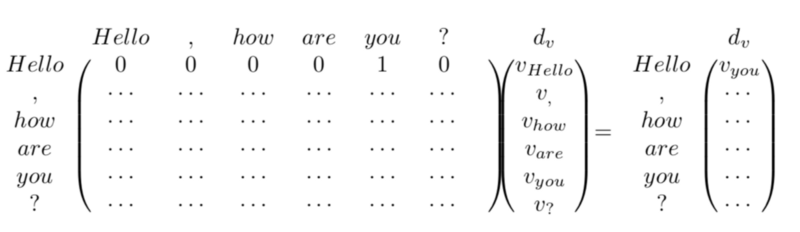 Hello , how are you ? d_v d_v
Hello 0 0 0 0 1 0 v_Hello Hello v_you
, ... ... ... ... ... ... v_, , ...
how ... ... ... ... ... ... v_how how ...
are ... ... ... ... ... ... v_are = are ...
you ... ... ... ... ... ... v_you you ...
? ... ... ... ... ... ... v_? ? ...